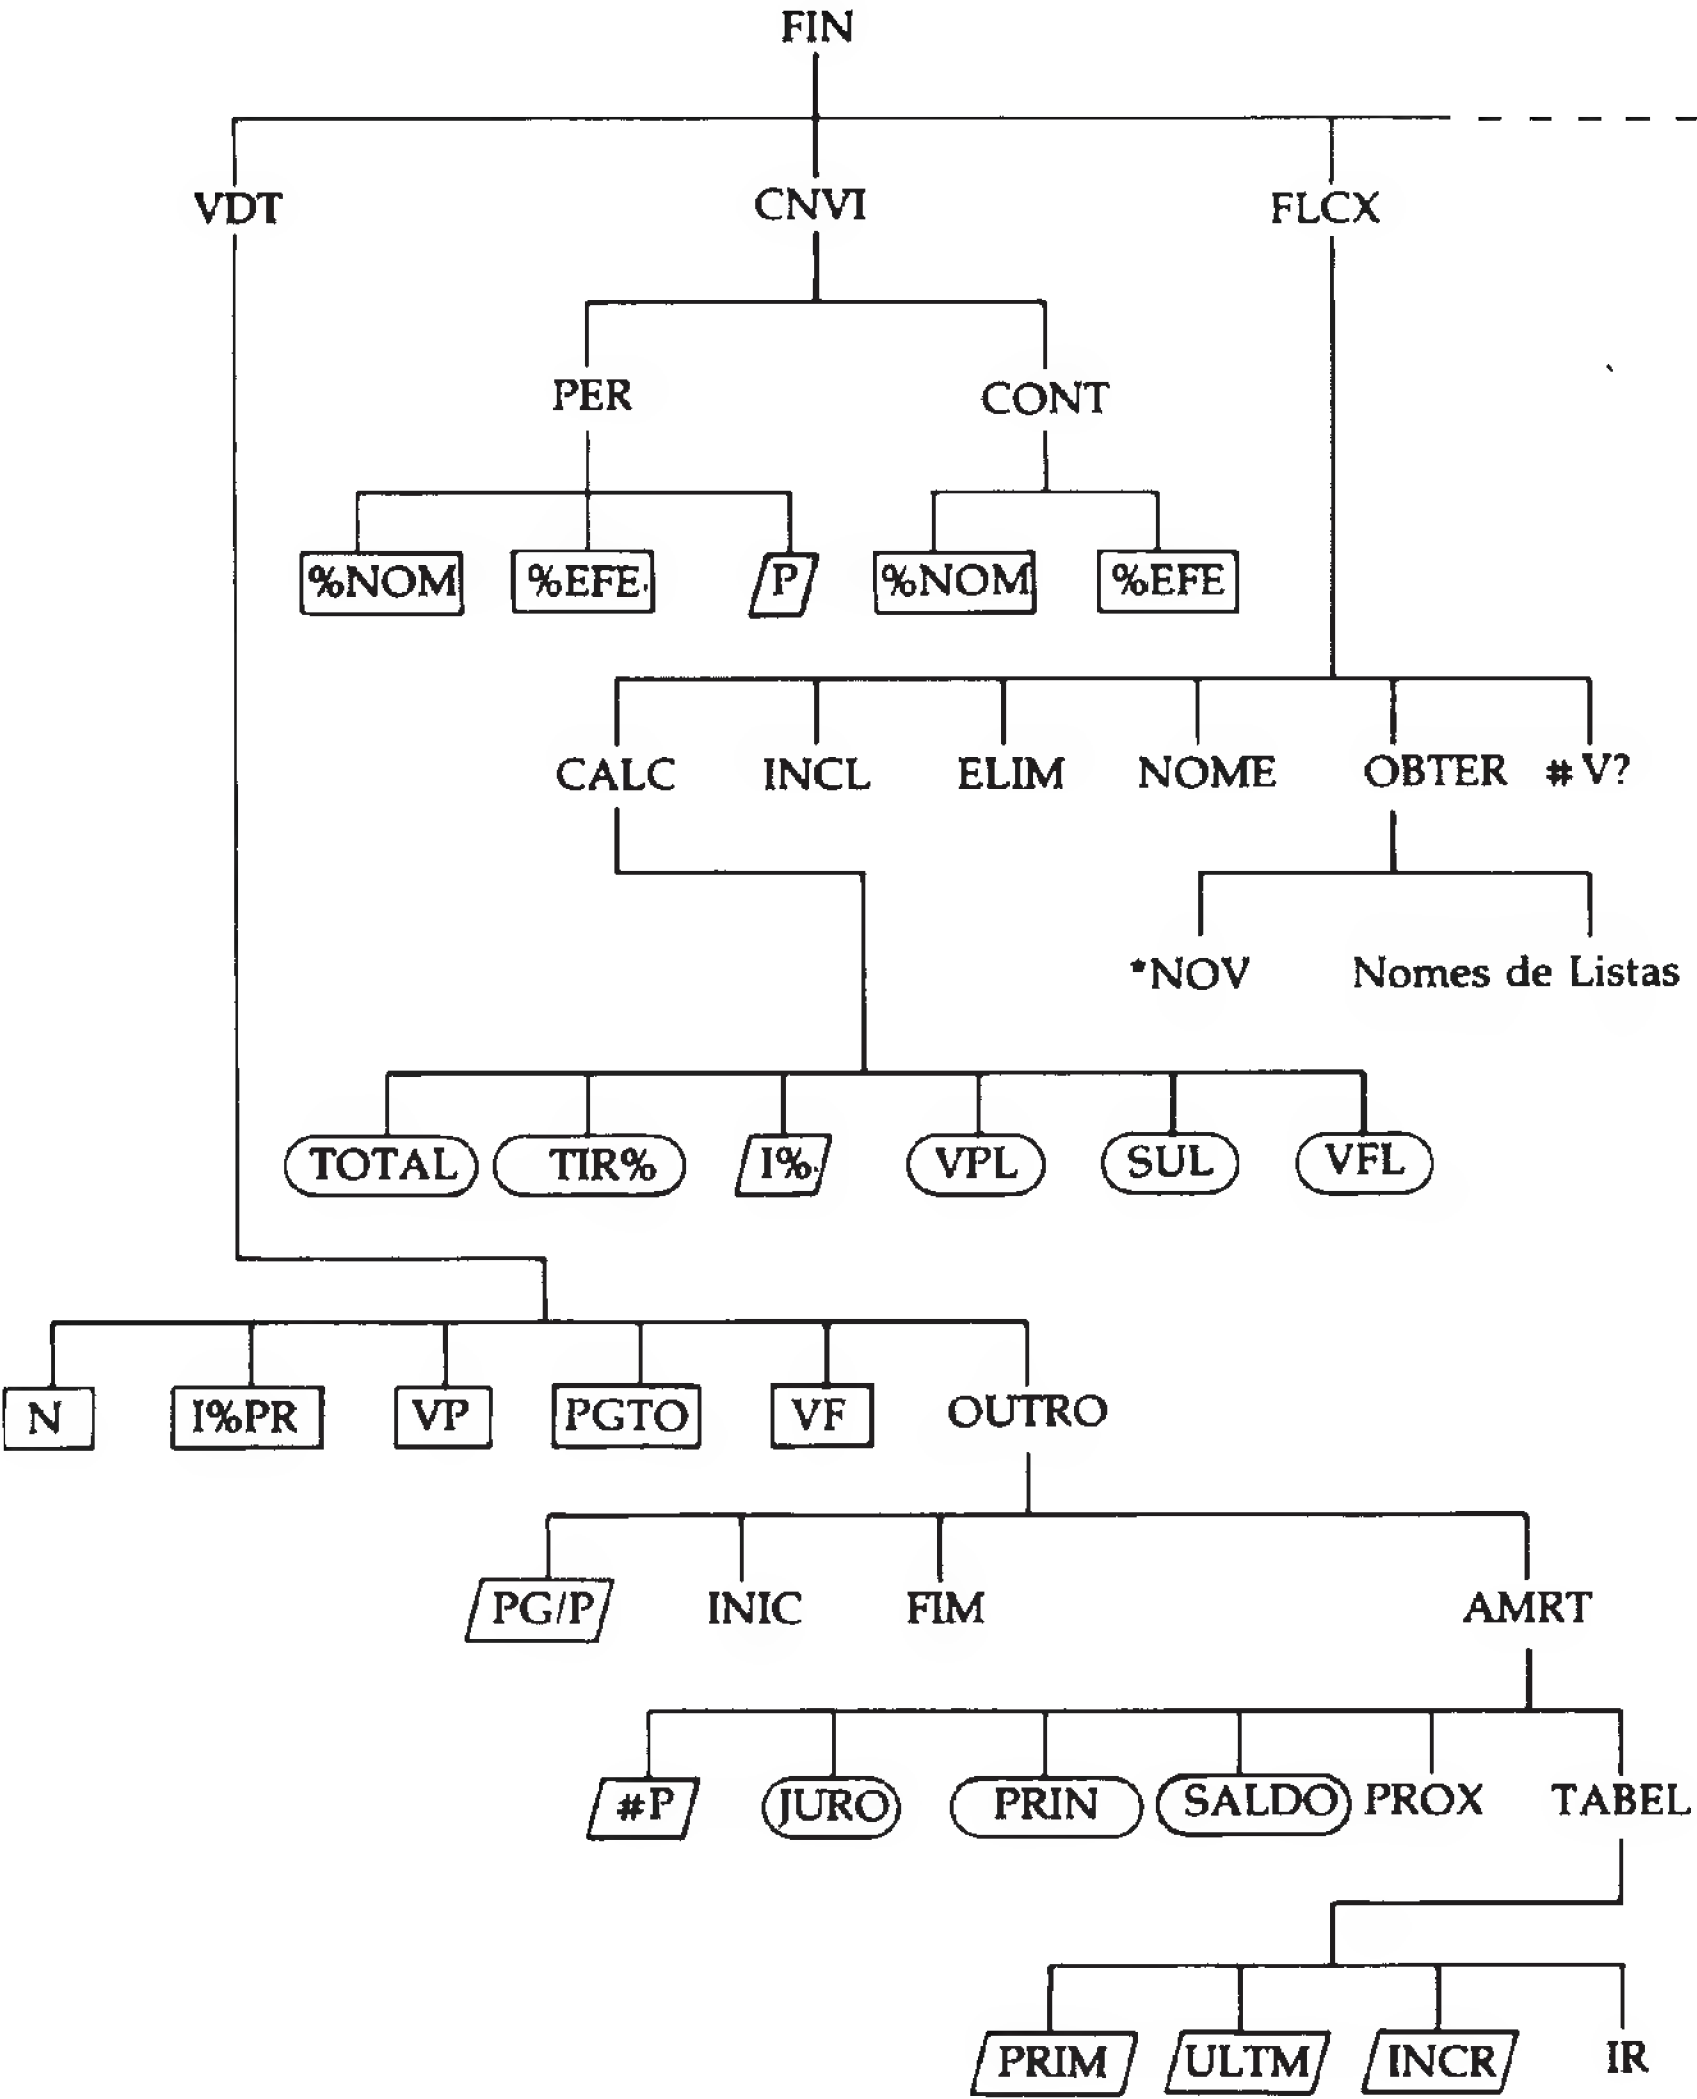 FIN
VDT CNVI FLCX
PER CONT
%NOM %EFE P %NOM %EFE
CALC INCL ELIM NOME OBTER #V?
*NOV Nomes de Listas
TOTAL TIR% I% VPL SUL VFL
N I%PR VP PGTO VF OUTRO
PG/P INIC FIM AMRT
#P JURO PRIN SALDO PROX TABEL
PRIM ULTM INCR IR